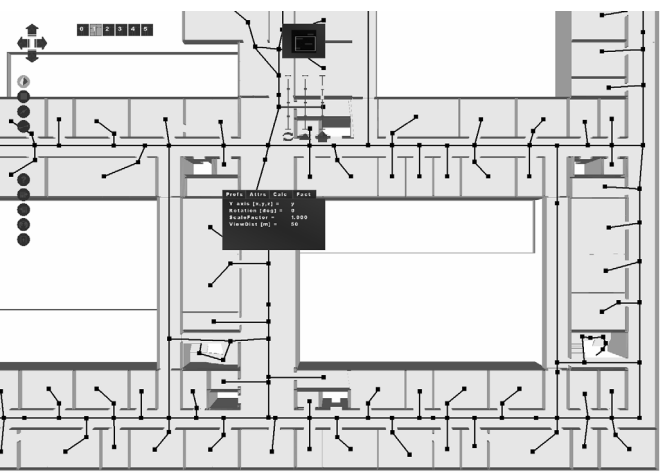 0 1 2 3 4 5
Prefs Attrs Calc Fact
Y axis [x,y,z] = y
Rotation [deg] = 0
ScaleFactor = 1.000
ViewDist [m] = 50